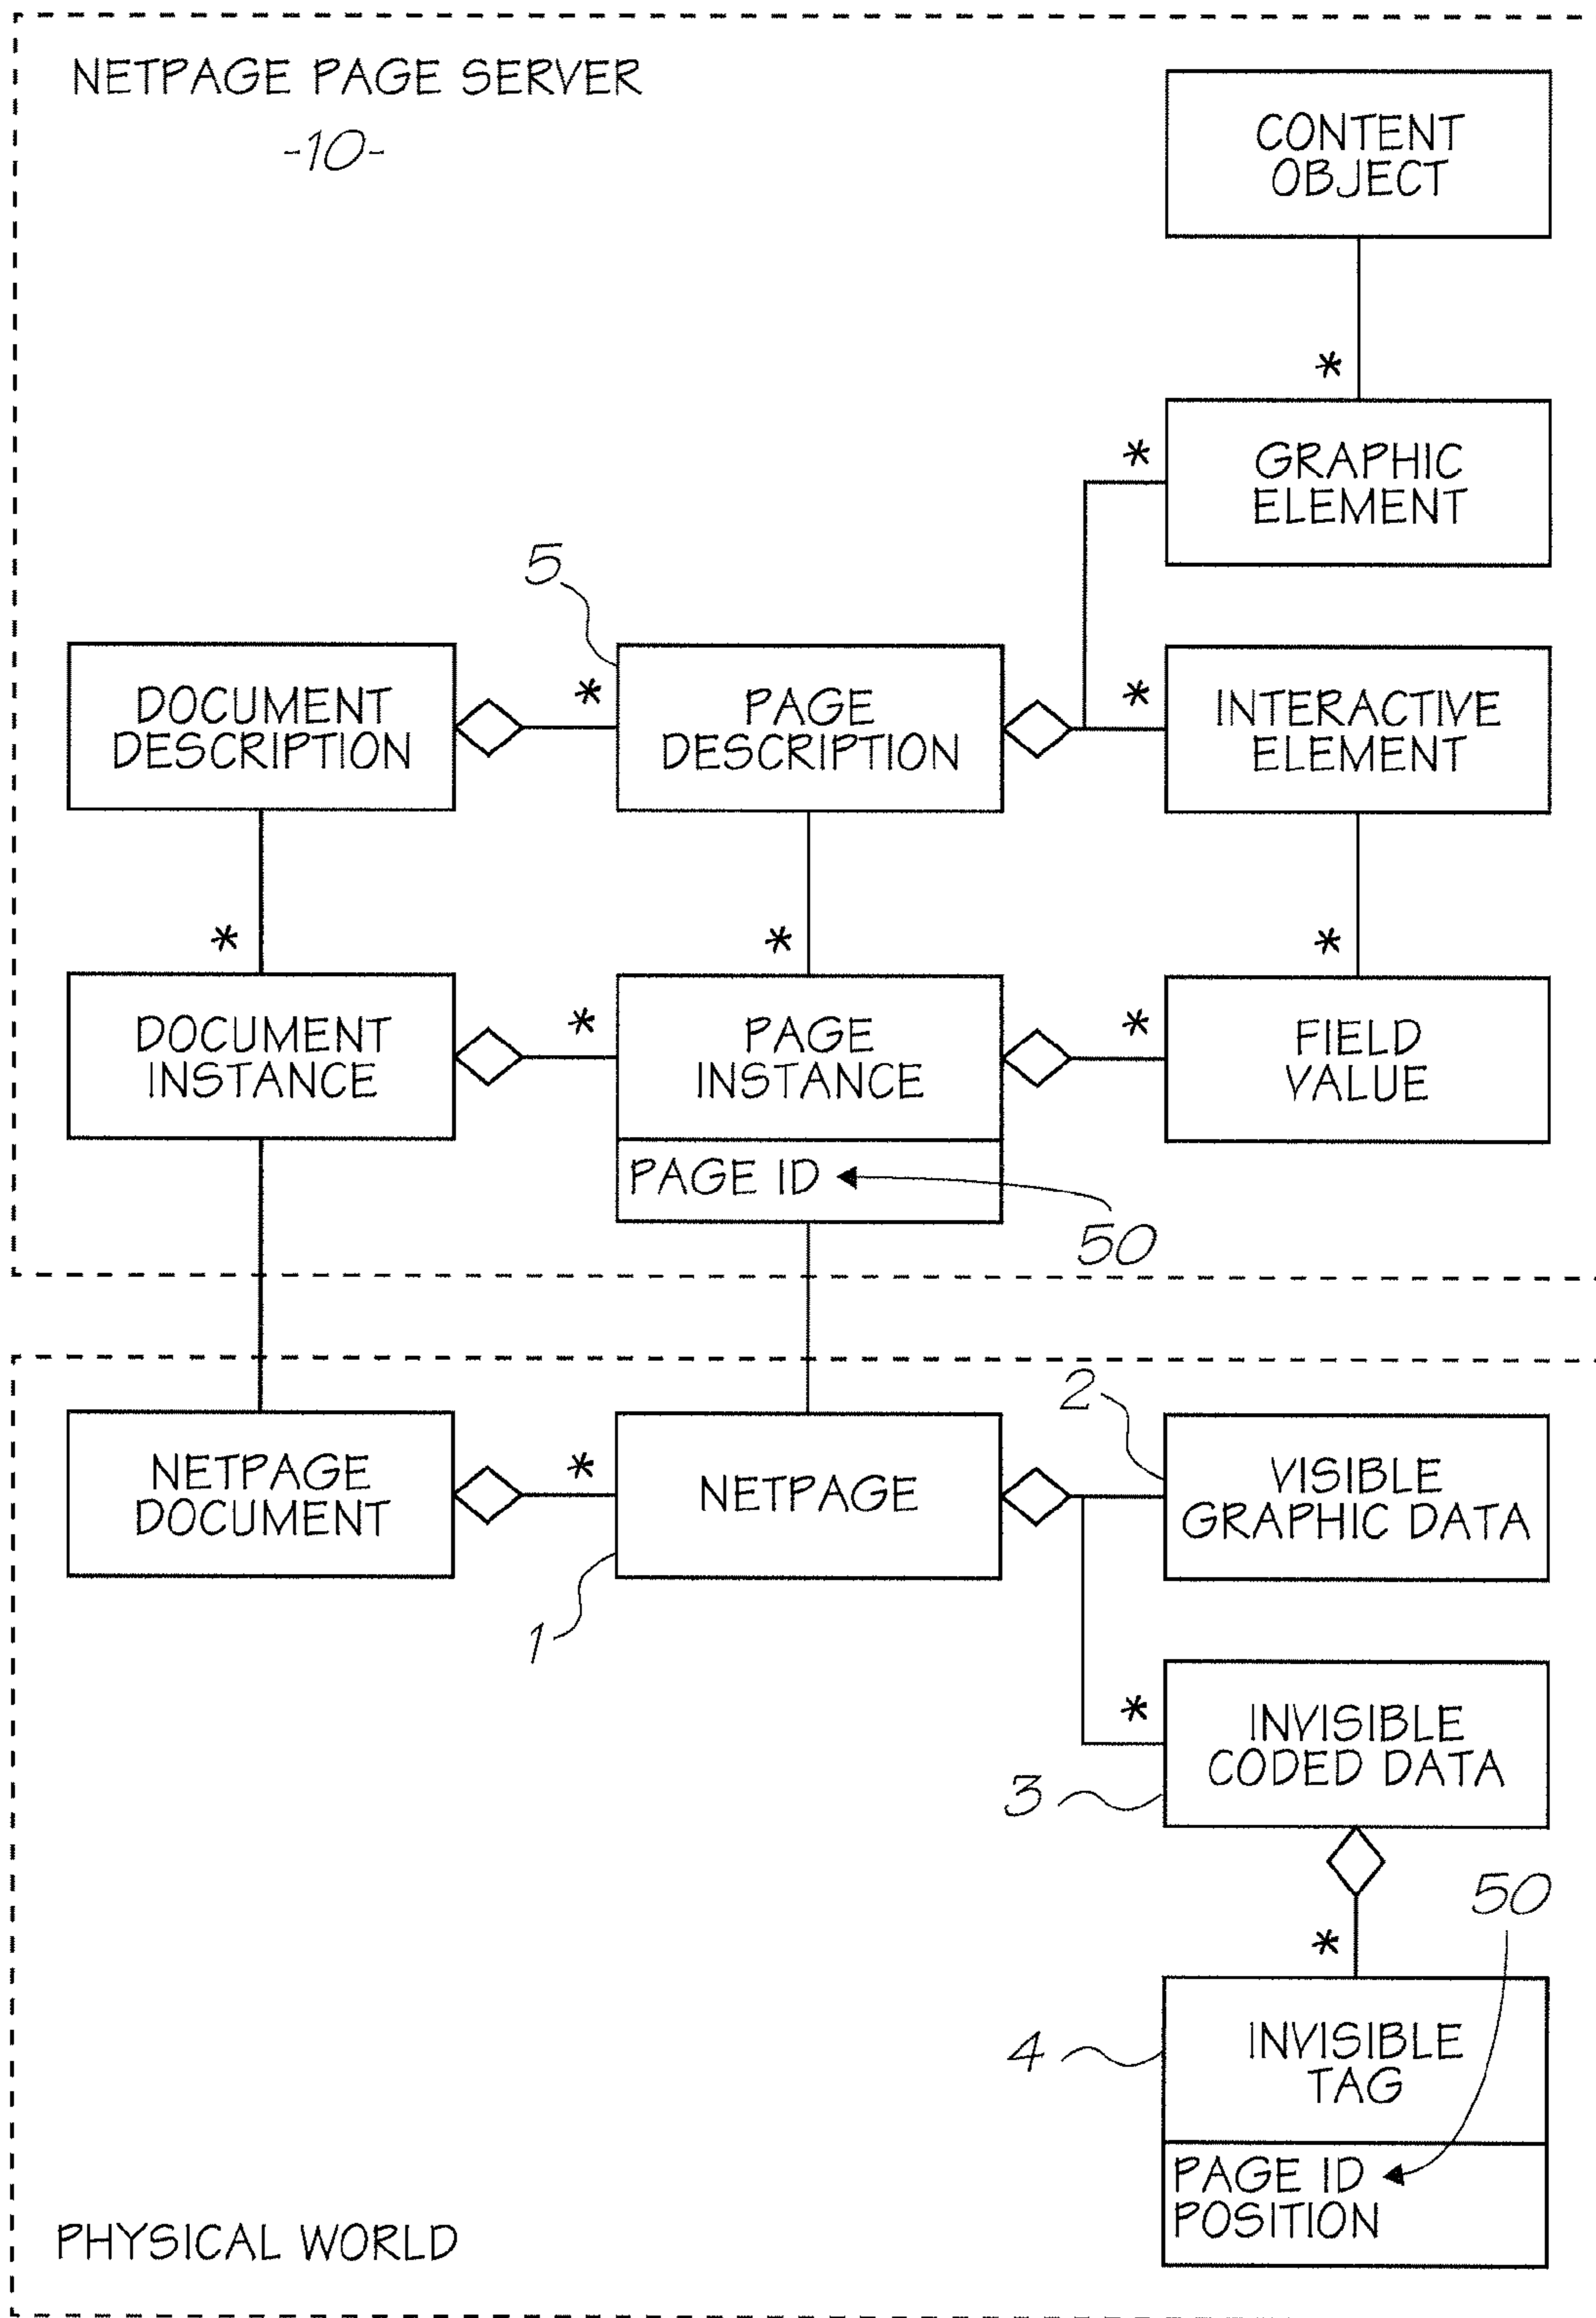 NETPAGE PAGE SERVER
-10-
CONTENT
OBJECT
*
*
GRAPHIC
ELEMENT
5
DOCUMENT
DESCRIPTION
*
PAGE
DESCRIPTION
*
INTERACTIVE
ELEMENT
*
*
*
DOCUMENT
INSTANCE
*
PAGE
INSTANCE
*
FIELD
VALUE
PAGE ID
50
NETPAGE
DOCUMENT
*
NETPAGE
1
2
VISIBLE
GRAPHIC DATA
*
INVISIBLE
CODED DATA
3
*
50
4
INVISIBLE
TAG
PAGE ID
POSITION
PHYSICAL WORLD